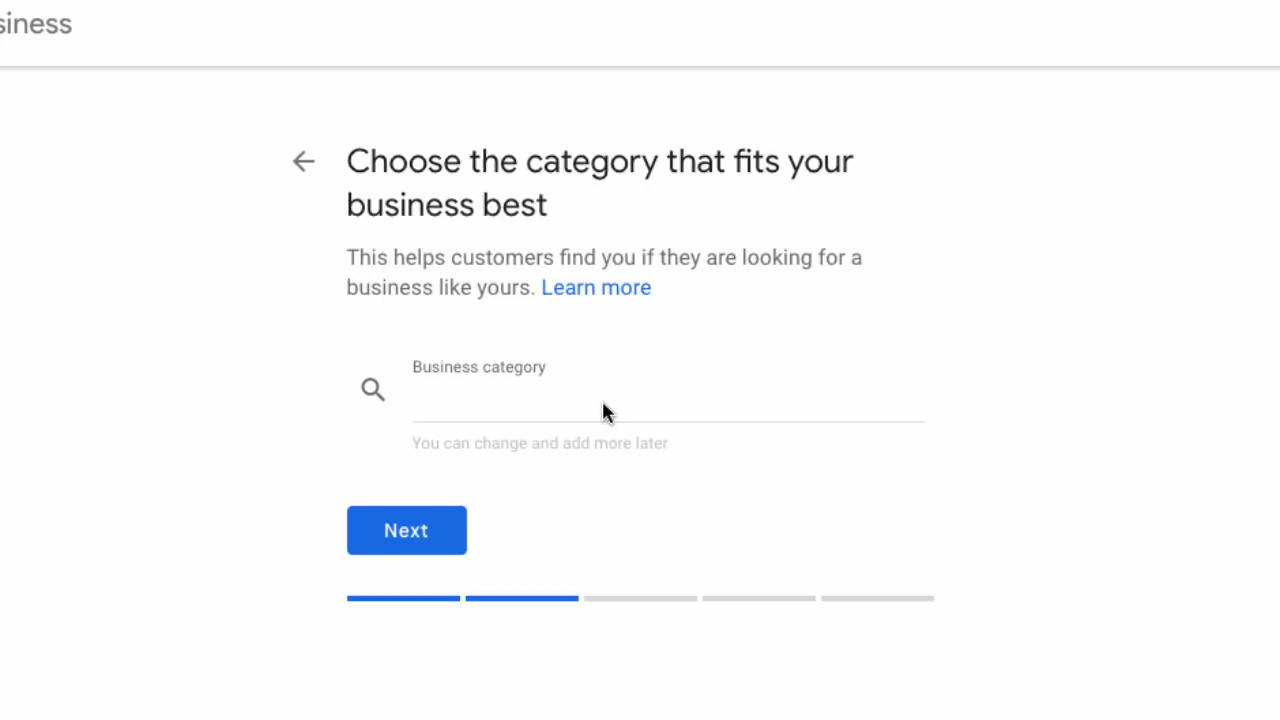 siness
Choose the category that fits your
business best
This helps customers find you if they are looking for a
business like yours. Learn more
Business category
You can change and add more later
Next